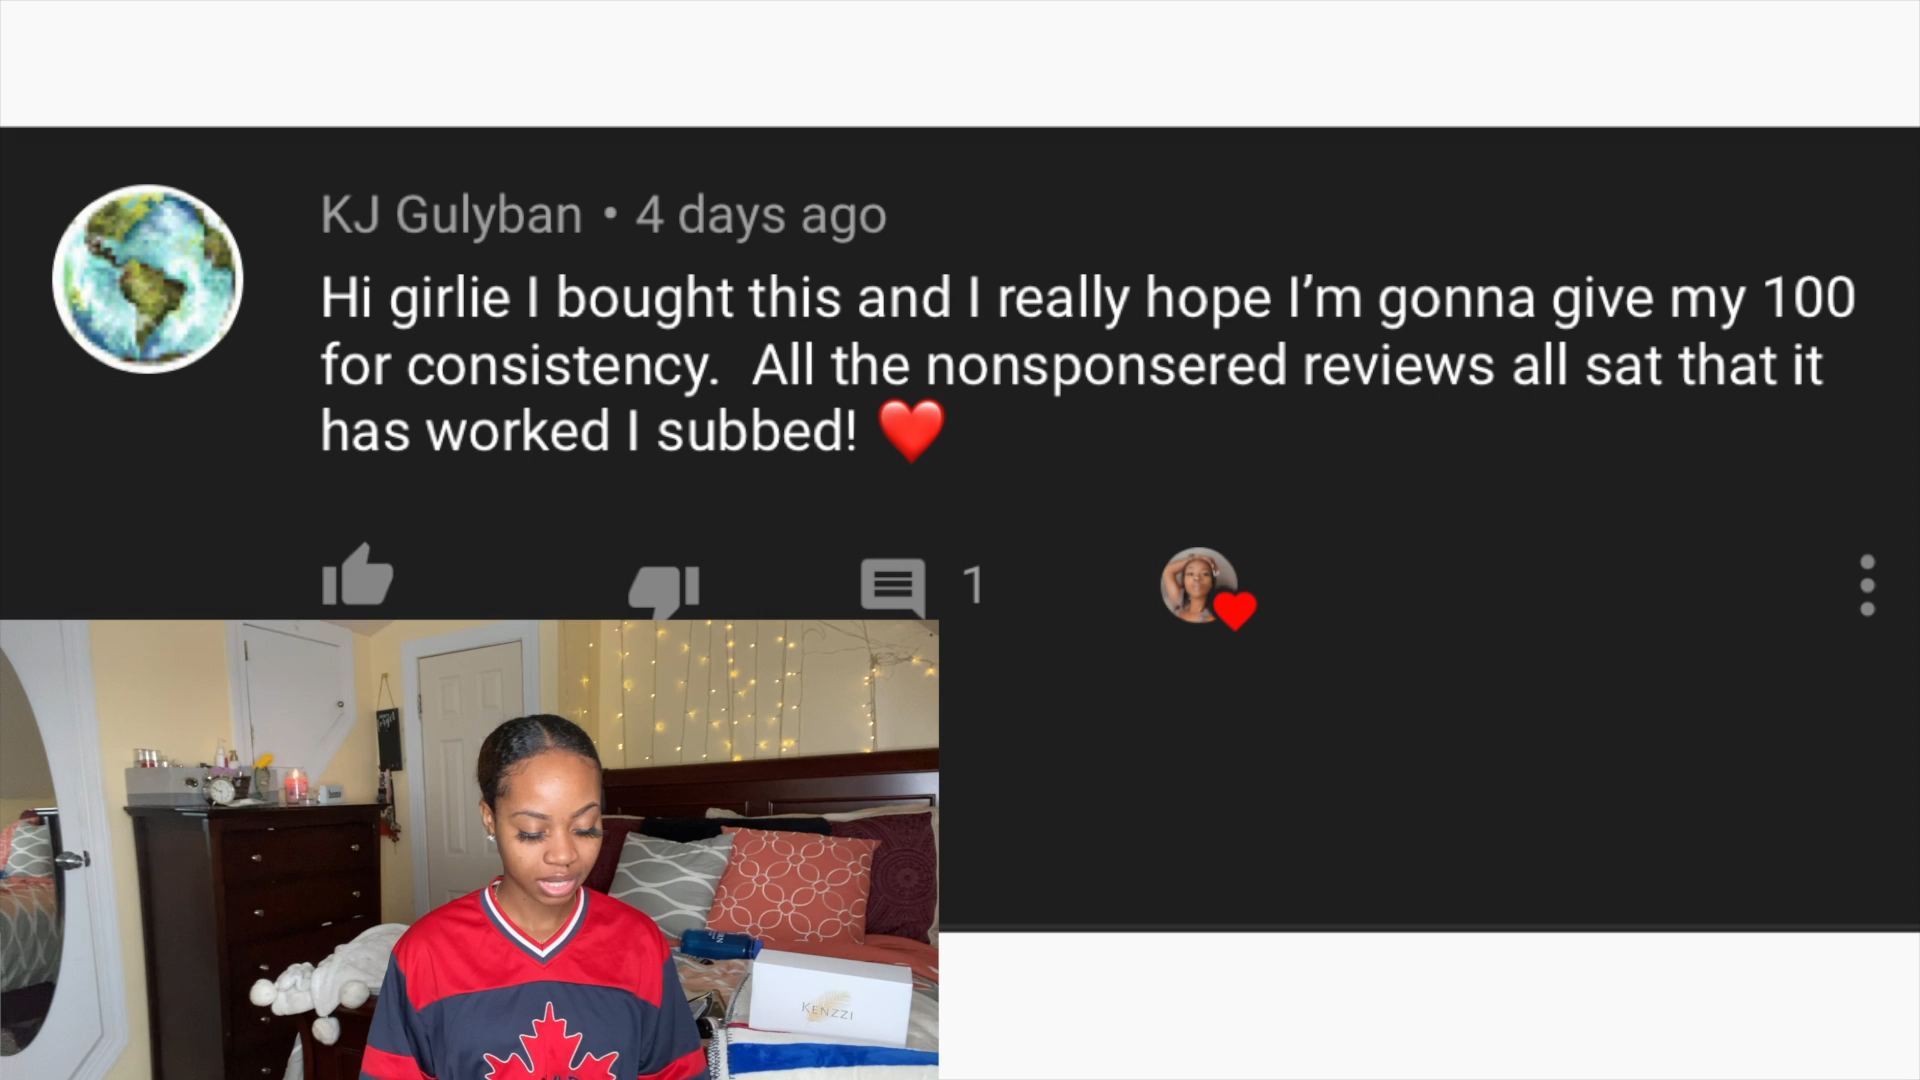 KJ Gulyban • 4 days ago
Hi girlie I bought this and I really hope I’m gonna give my 100
for consistency.  All the nonsponsered reviews all sat that it
has worked I subbed! ❤️
1
KENZZI